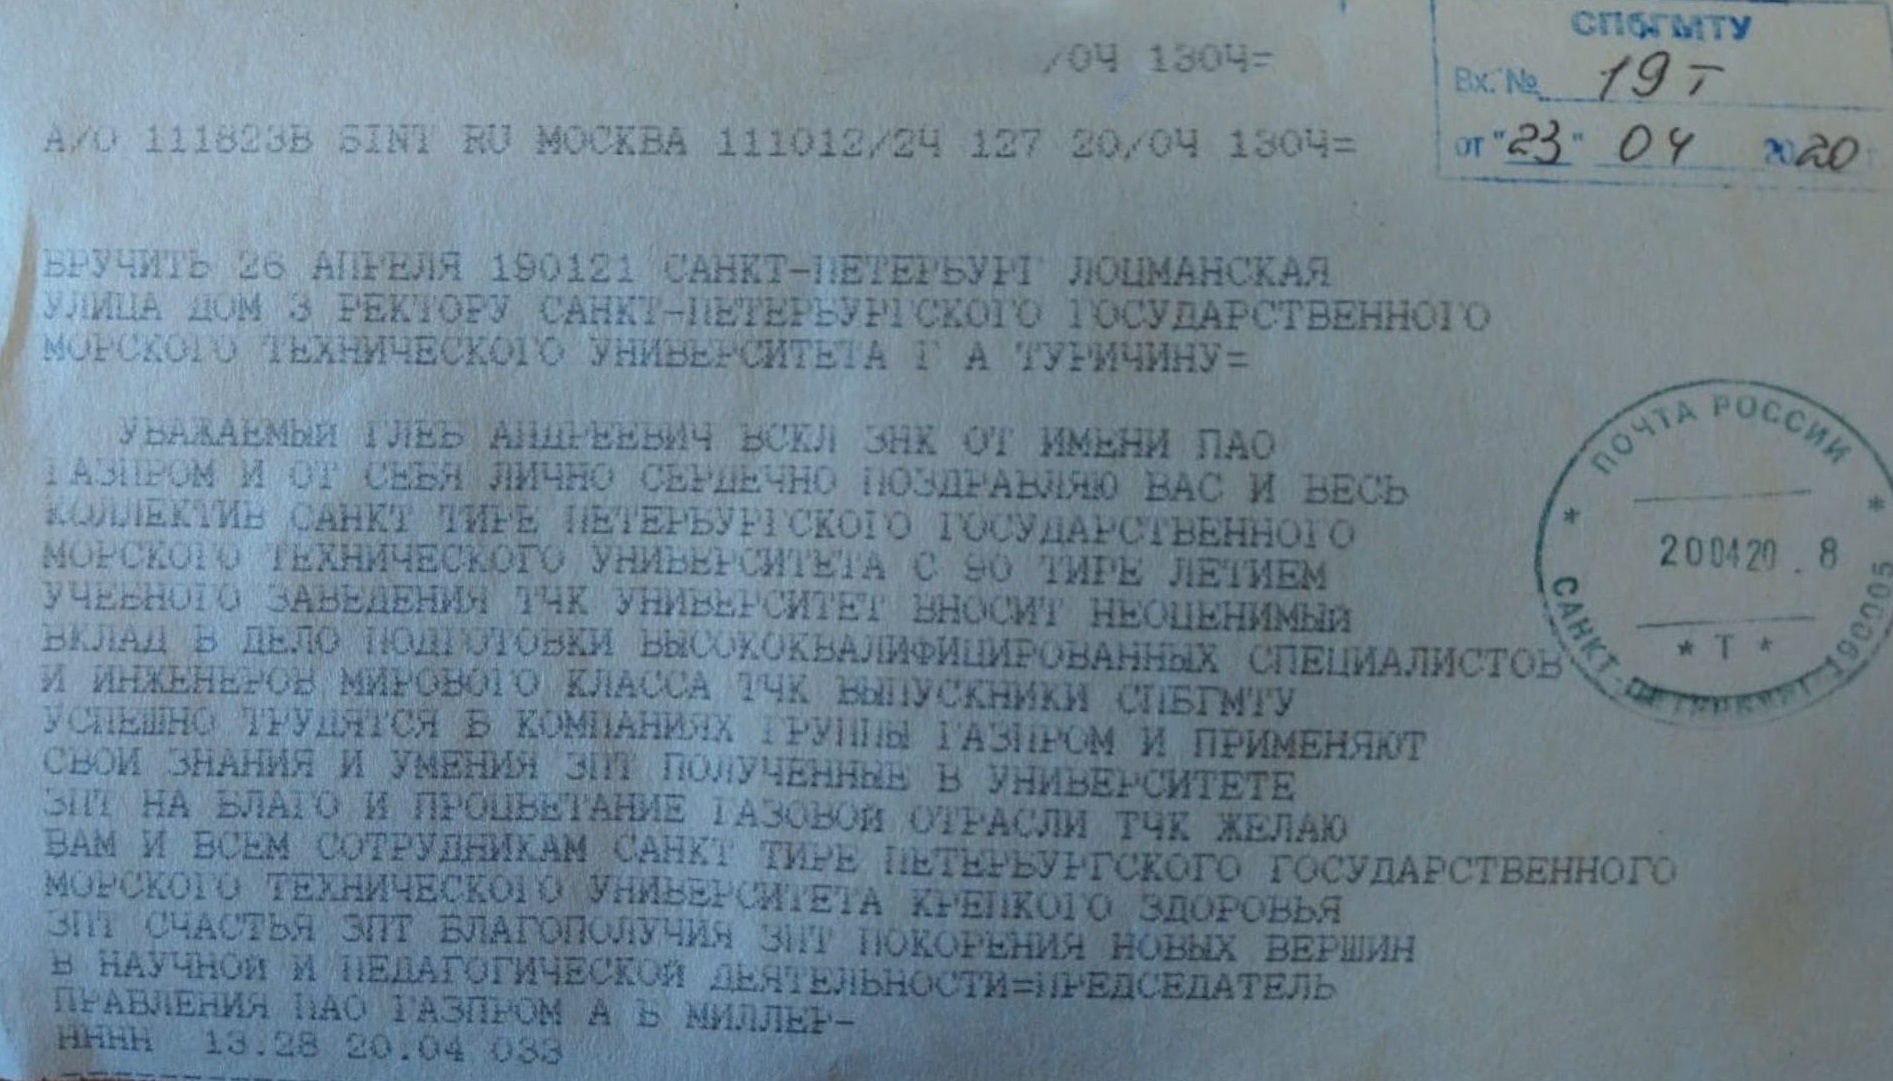 СПбГМТУ
Вх. № 19 Т
от "23" 04 2020 г.
/04 1304=
А/О 111823В SINT RU МОСКВА 111012/24 127 20/04 1304=
ВРУЧИТЬ 26 АПРЕЛЯ 190121 САНКТ-ПЕТЕРБУРГ ЛОЦМАНСКАЯ
УЛИЦА ДОМ 3 РЕКТОРУ САНКТ-ПЕТЕРБУРГСКОГО ГОСУДАРСТВЕННОГО
МОРСКОГО ТЕХНИЧЕСКОГО УНИВЕРСИТЕТА Г А ТУРИЧИНУ=
УВАЖАЕМЫЙ ГЛЕБ АНДРЕЕВИЧ ВСКЛ ЗНК ОТ ИМЕНИ ПАО
ГАЗПРОМ И ОТ СЕБЯ ЛИЧНО СЕРДЕЧНО ПОЗДРАВЛЯЮ ВАС И ВЕСЬ
КОЛЛЕКТИВ САНКТ ТИРЕ ПЕТЕРБУРГСКОГО ГОСУДАРСТВЕННОГО
МОРСКОГО ТЕХНИЧЕСКОГО УНИВЕРСИТЕТА С 90 ТИРЕ ЛЕТИЕМ
УЧЕБНОГО ЗАВЕДЕНИЯ ТЧК УНИВЕРСИТЕТ ВНОСИТ НЕОЦЕНИМЫЙ
ВКЛАД В ДЕЛО ПОДГОТОВКИ ВЫСОКОКВАЛИФИЦИРОВАННЫХ СПЕЦИАЛИСТОВ
И ИНЖЕНЕРОВ МИРОВОГО КЛАССА ТЧК ВЫПУСКНИКИ СПБГМТУ
УСПЕШНО ТРУДЯТСЯ В КОМПАНИЯХ ГРУППЫ ГАЗПРОМ И ПРИМЕНЯЮТ
СВОИ ЗНАНИЯ И УМЕНИЯ ЗПТ ПОЛУЧЕННЫЕ В УНИВЕРСИТЕТЕ
ЗПТ НА БЛАГО И ПРОЦВЕТАНИЕ ГАЗОВОЙ ОТРАСЛИ ТЧК ЖЕЛАЮ
ВАМ И ВСЕМ СОТРУДНИКАМ САНКТ ТИРЕ ПЕТЕРБУРГСКОГО ГОСУДАРСТВЕННОГО
МОРСКОГО ТЕХНИЧЕСКОГО УНИВЕРСИТЕТА КРЕПКОГО ЗДОРОВЬЯ
ЗПТ СЧАСТЬЯ ЗПТ БЛАГОПОЛУЧИЯ ЗПТ ПОКОРЕНИЯ НОВЫХ ВЕРШИН
В НАУЧНОЙ И ПЕДАГОГИЧЕСКОЙ ДЕЯТЕЛЬНОСТИ=ПРЕДСЕДАТЕЛЬ
ПРАВЛЕНИЯ ПАО ГАЗПРОМ А Б МИЛЛЕР-
НННН 13.28 20.04 033
ПОЧТА РОССИИ
200420 . 8
* Т *
САНКТ-ПЕТЕРБУРГ 190005